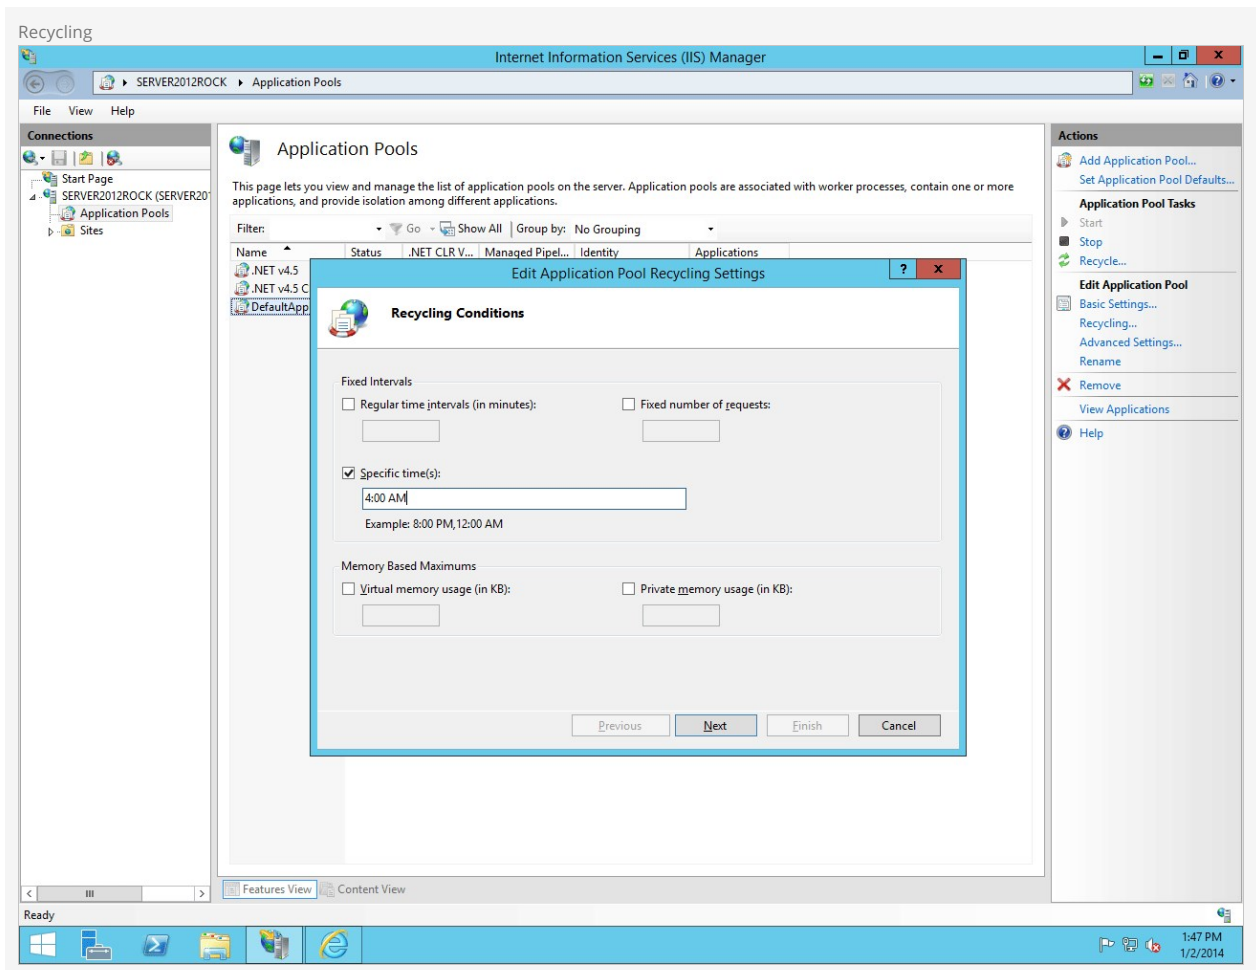 Recycling
Internet Information Services (IIS) Manager
SERVER2012ROCK Application Pools
File View Help
Connections
Start Page
SERVER2012ROCK (SERVER20
Application Pools
Sites
Application Pools
This page lets you view and manage the list of application pools on the server. Application pools are associated with worker processes, contain one or more
applications, and provide isolation among different applications.
Filter: Go Show All Group by: No Grouping
Name Status .NET CLR V... Managed Pipel... Identity Applications
.NET v4.5
.NET v4.5 C
DefaultApp
Edit Application Pool Recycling Settings ? x
Recycling Conditions
Fixed Intervals
Regular time intervals (in minutes): Fixed number of requests:
Specific time(s):
4:00 AM
Example: 8:00 PM,12:00 AM
Memory Based Maximums
Virtual memory usage (in KB): Private memory usage (in KB):
Previous Next Finish Cancel
Actions
Add Application Pool...
Set Application Pool Defaults...
Application Pool Tasks
Start
Stop
Recycle...
Edit Application Pool
Basic Settings...
Recycling...
Advanced Settings...
Rename
Remove
View Applications
Help
Features View Content View
Ready
1:47 PM
1/2/2014